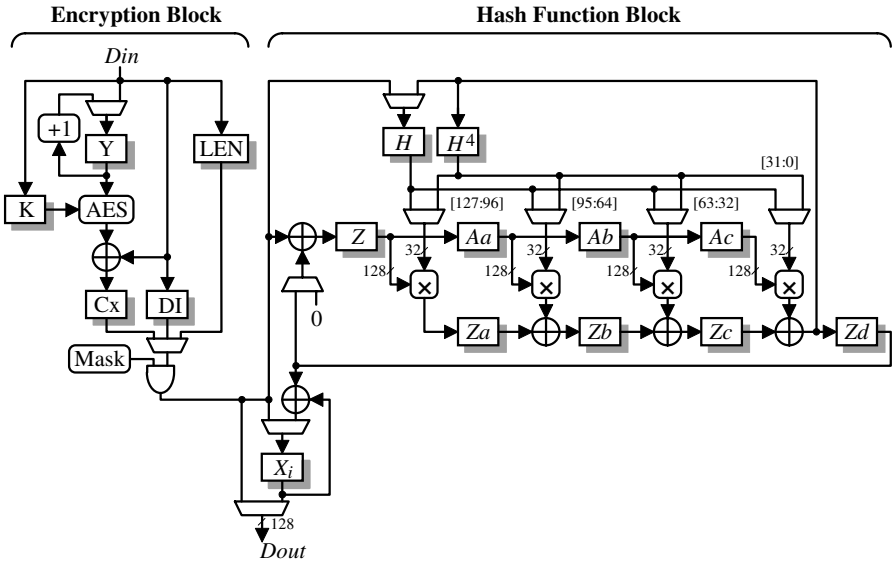 Encryption Block
Hash Function Block
Din
+1
Y
LEN
H
H4
[31:0]
K
AES
[127:96]
[95:64]
[63:32]
Z
Aa
Ab
Ac
32
32
32
32
128
128
128
128
×
×
×
×
Cx
DI
0
Za
Zb
Zc
Zd
Mask
Xi
128
Dout